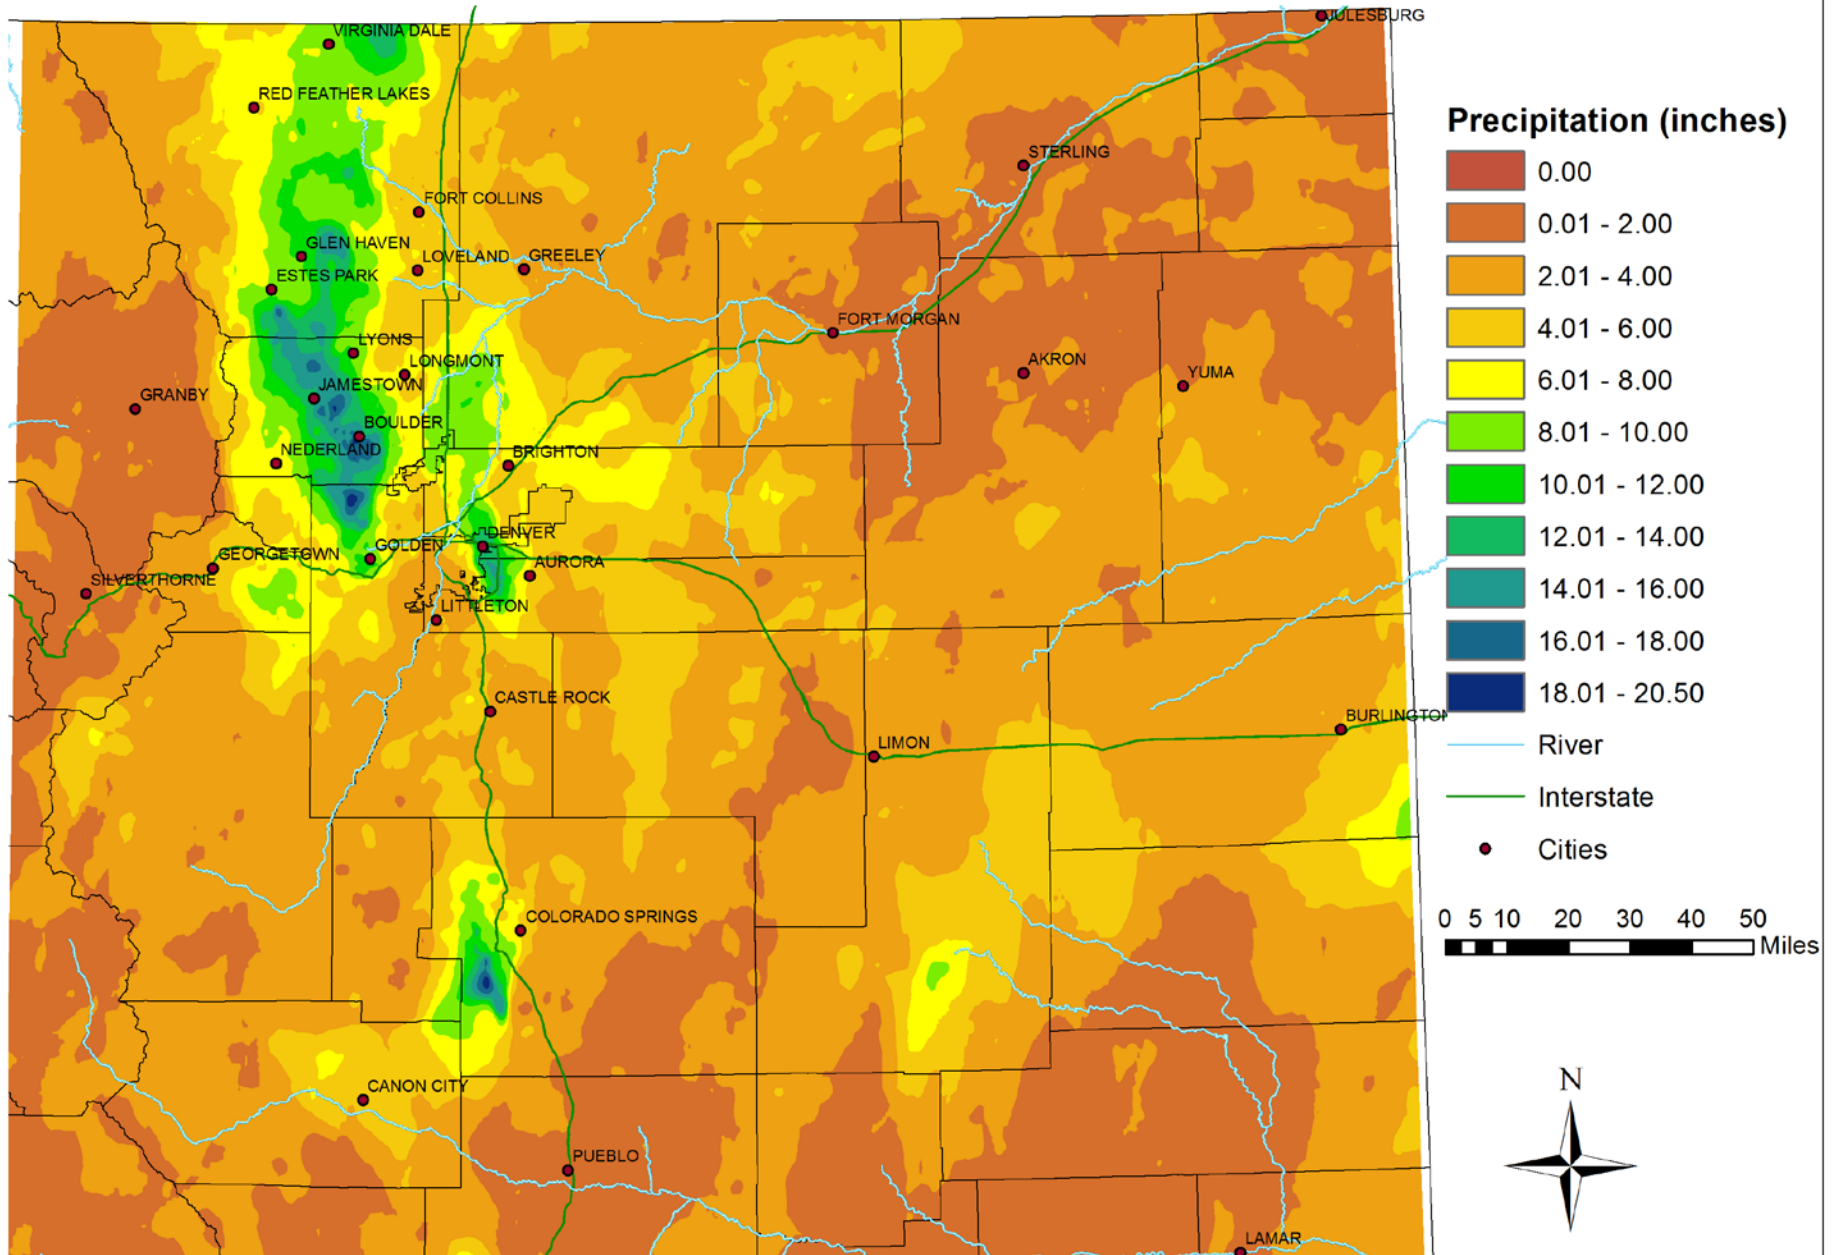 JULESBURG
VIRGINIA DALE
RED FEATHER LAKES
STERLING
FORT COLLINS
GLEN HAVEN
LOVELAND
GREELEY
ESTES PARK
FORT MORGAN
LYONS
LONGMONT
AKRON
YUMA
JAMESTOWN
GRANBY
BOULDER
NEDERLAND
BRIGHTON
DENVER
GOLDEN
GEORGETOWN
AURORA
SILVERTHORNE
LITTLETON
CASTLE ROCK
BURLINGTON
LIMON
COLORADO SPRINGS
CANON CITY
PUEBLO
LAMAR
Precipitation (inches)
0.00
0.01 - 2.00
2.01 - 4.00
4.01 - 6.00
6.01 - 8.00
8.01 - 10.00
10.01 - 12.00
12.01 - 14.00
14.01 - 16.00
16.01 - 18.00
18.01 - 20.50
River
Interstate
Cities
0 5 10 20 30 40 50
Miles
N